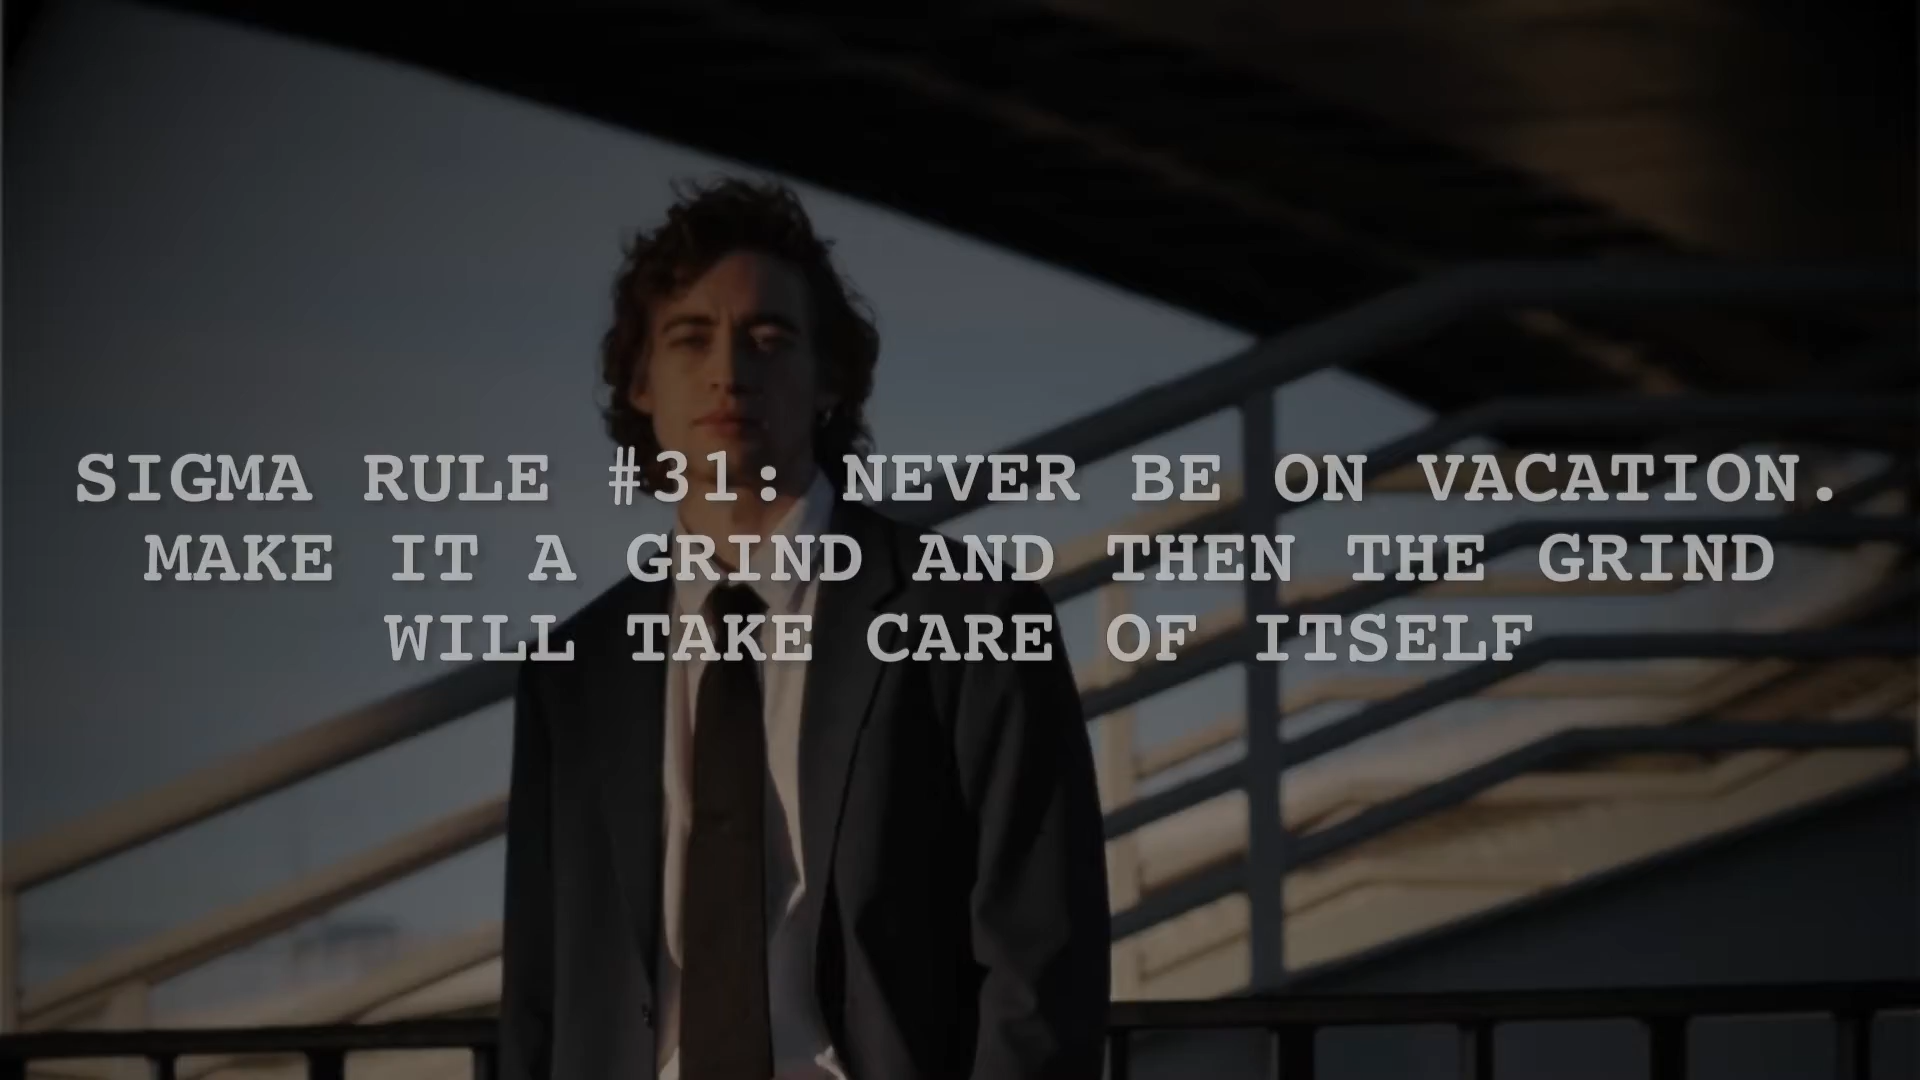 SIGMA RULE #31: NEVER BE ON VACATION.
MAKE IT A GRIND AND THEN THE GRIND
WILL TAKE CARE OF ITSELF